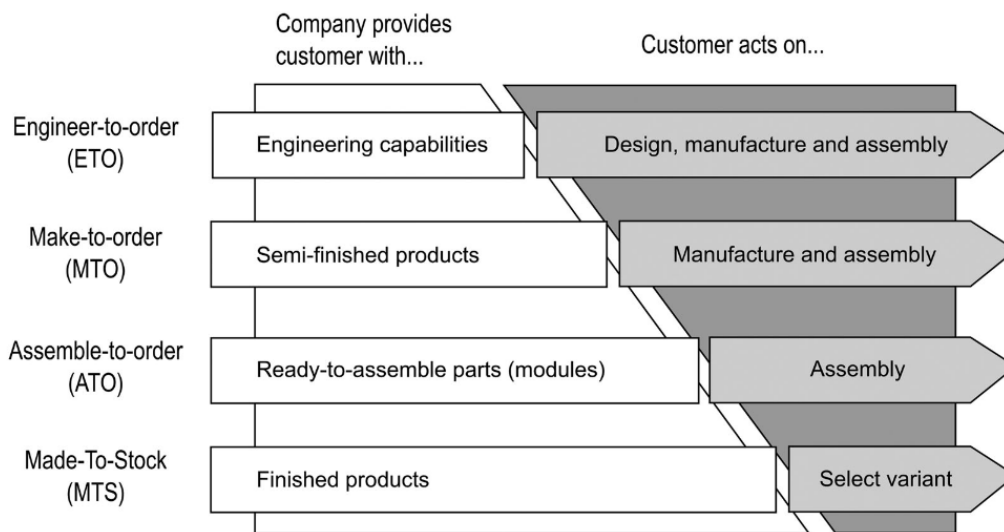 Company provides
customer with...
Customer acts on...
Engineer-to-order
(ETO)
Engineering capabilities
Design, manufacture and assembly
Make-to-order
(MTO)
Semi-finished products
Manufacture and assembly
Assemble-to-order
(ATO)
Ready-to-assemble parts (modules)
Assembly
Made-To-Stock
(MTS)
Finished products
Select variant